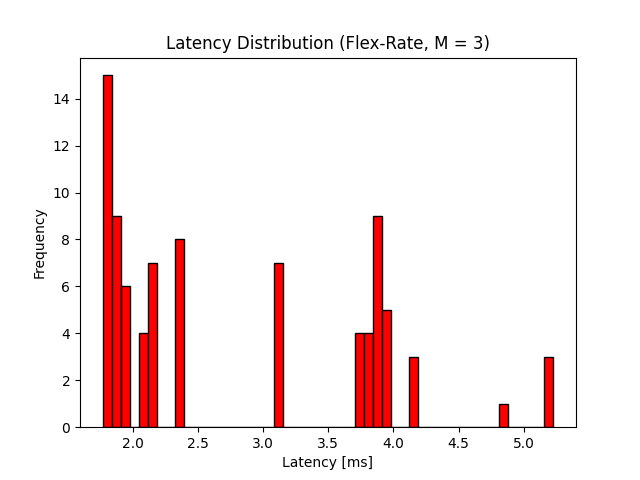 Latency Distribution (Flex-Rate, M = 3)
Frequency
14
12
10
8
6
4
2
0
2.0 2.5 3.0 3.5 4.0 4.5 5.0
Latency [ms]